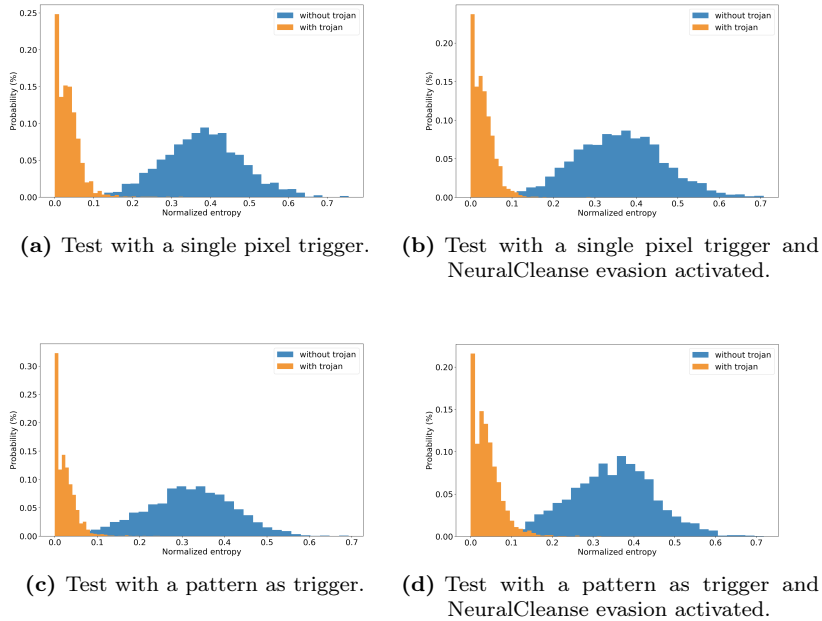 without trojan
with trojan
0.25
0.20
0.15
0.10
0.05
0.00
Probability (%)
0.0 0.1 0.2 0.3 0.4 0.5 0.6 0.7
Normalized entropy
(a) Test with a single pixel trigger.
without trojan
with trojan
0.20
0.15
0.10
0.05
0.00
Probability (%)
0.0 0.1 0.2 0.3 0.4 0.5 0.6 0.7
Normalized entropy
(b) Test with a single pixel trigger and
NeuralCleanse evasion activated.
without trojan
with trojan
0.30
0.25
0.20
0.15
0.10
0.05
0.00
Probability (%)
0.0 0.1 0.2 0.3 0.4 0.5 0.6 0.7
Normalized entropy
(c) Test with a pattern as trigger.
without trojan
with trojan
0.20
0.15
0.10
0.05
0.00
Probability (%)
0.0 0.1 0.2 0.3 0.4 0.5 0.6 0.7
Normalized entropy
(d) Test with a pattern as trigger and
NeuralCleanse evasion activated.